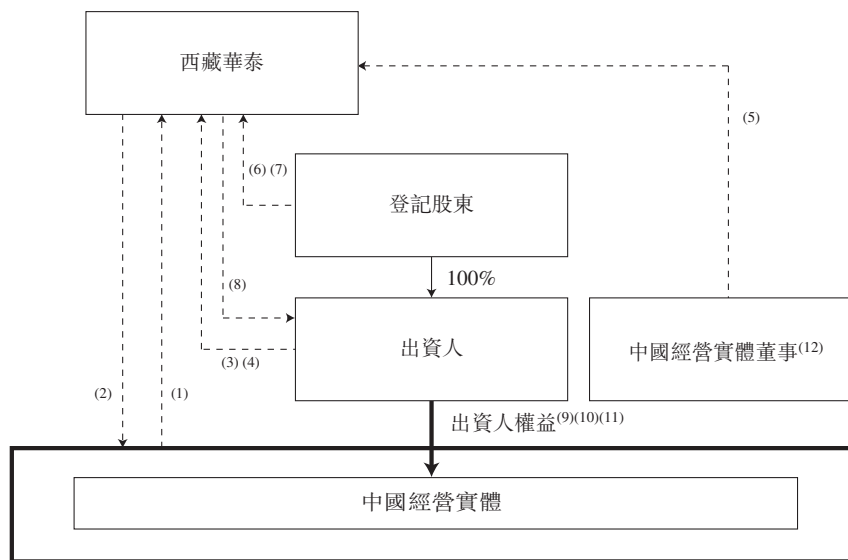 西藏華泰
(5)
(6) (7)
登記股東
100%
(8)
出資人
中國經營實體董事(12)
(3) (4)
(2)
(1)
出資人權益(9)(10)(11)
中國經營實體